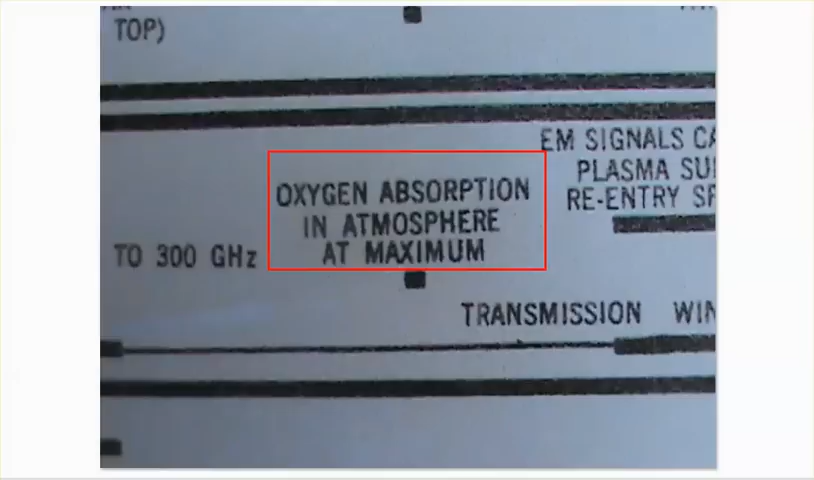 TOP)
EM SIGNALS
PLASMA
RE-ENTRY
OXYGEN ABSORPTION
IN ATMOSPHERE
AT MAXIMUM
TO 300 GHz
TRANSMISSION